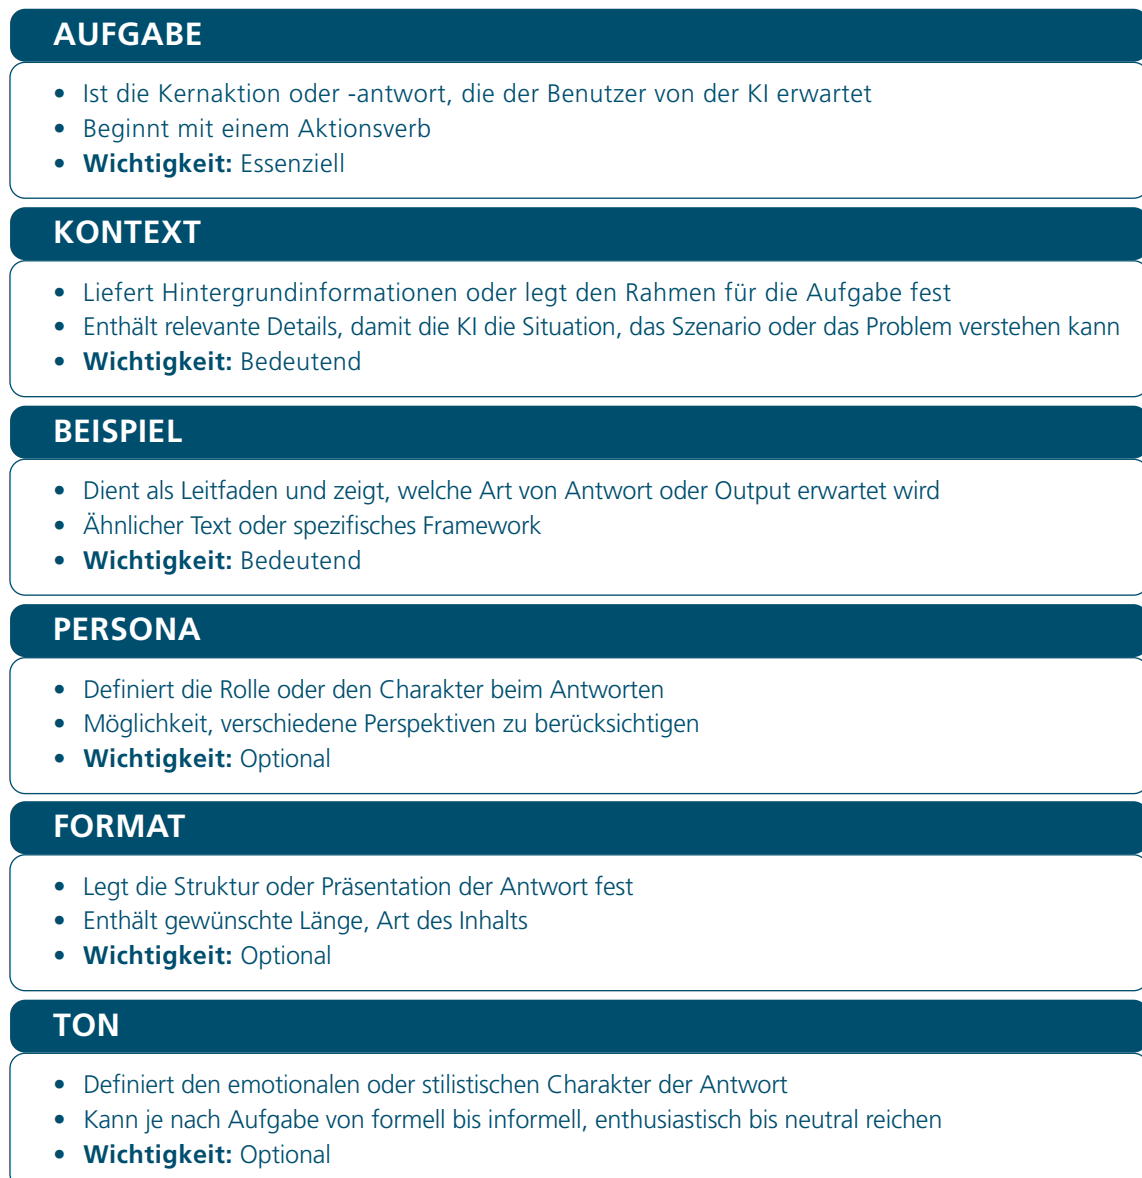 AUFGABE
• Ist die Kernaktion oder -antwort, die der Benutzer von der KI erwartet
• Beginnt mit einem Aktionsverb
• Wichtigkeit: Essenziell
KONTEXT
• Liefert Hintergrundinformationen oder legt den Rahmen für die Aufgabe fest
• Enthält relevante Details, damit die KI die Situation, das Szenario oder das Problem verstehen kann
• Wichtigkeit: Bedeutend
BEISPIEL
• Dient als Leitfaden und zeigt, welche Art von Antwort oder Output erwartet wird
• Ähnlicher Text oder spezifisches Framework
• Wichtigkeit: Bedeutend
PERSONA
• Definiert die Rolle oder den Charakter beim Antworten
• Möglichkeit, verschiedene Perspektiven zu berücksichtigen
• Wichtigkeit: Optional
FORMAT
• Legt die Struktur oder Präsentation der Antwort fest
• Enthält gewünschte Länge, Art des Inhalts
• Wichtigkeit: Optional
TON
• Definiert den emotionalen oder stilistischen Charakter der Antwort
• Kann je nach Aufgabe von formell bis informell, enthusiastisch bis neutral reichen
• Wichtigkeit: Optional